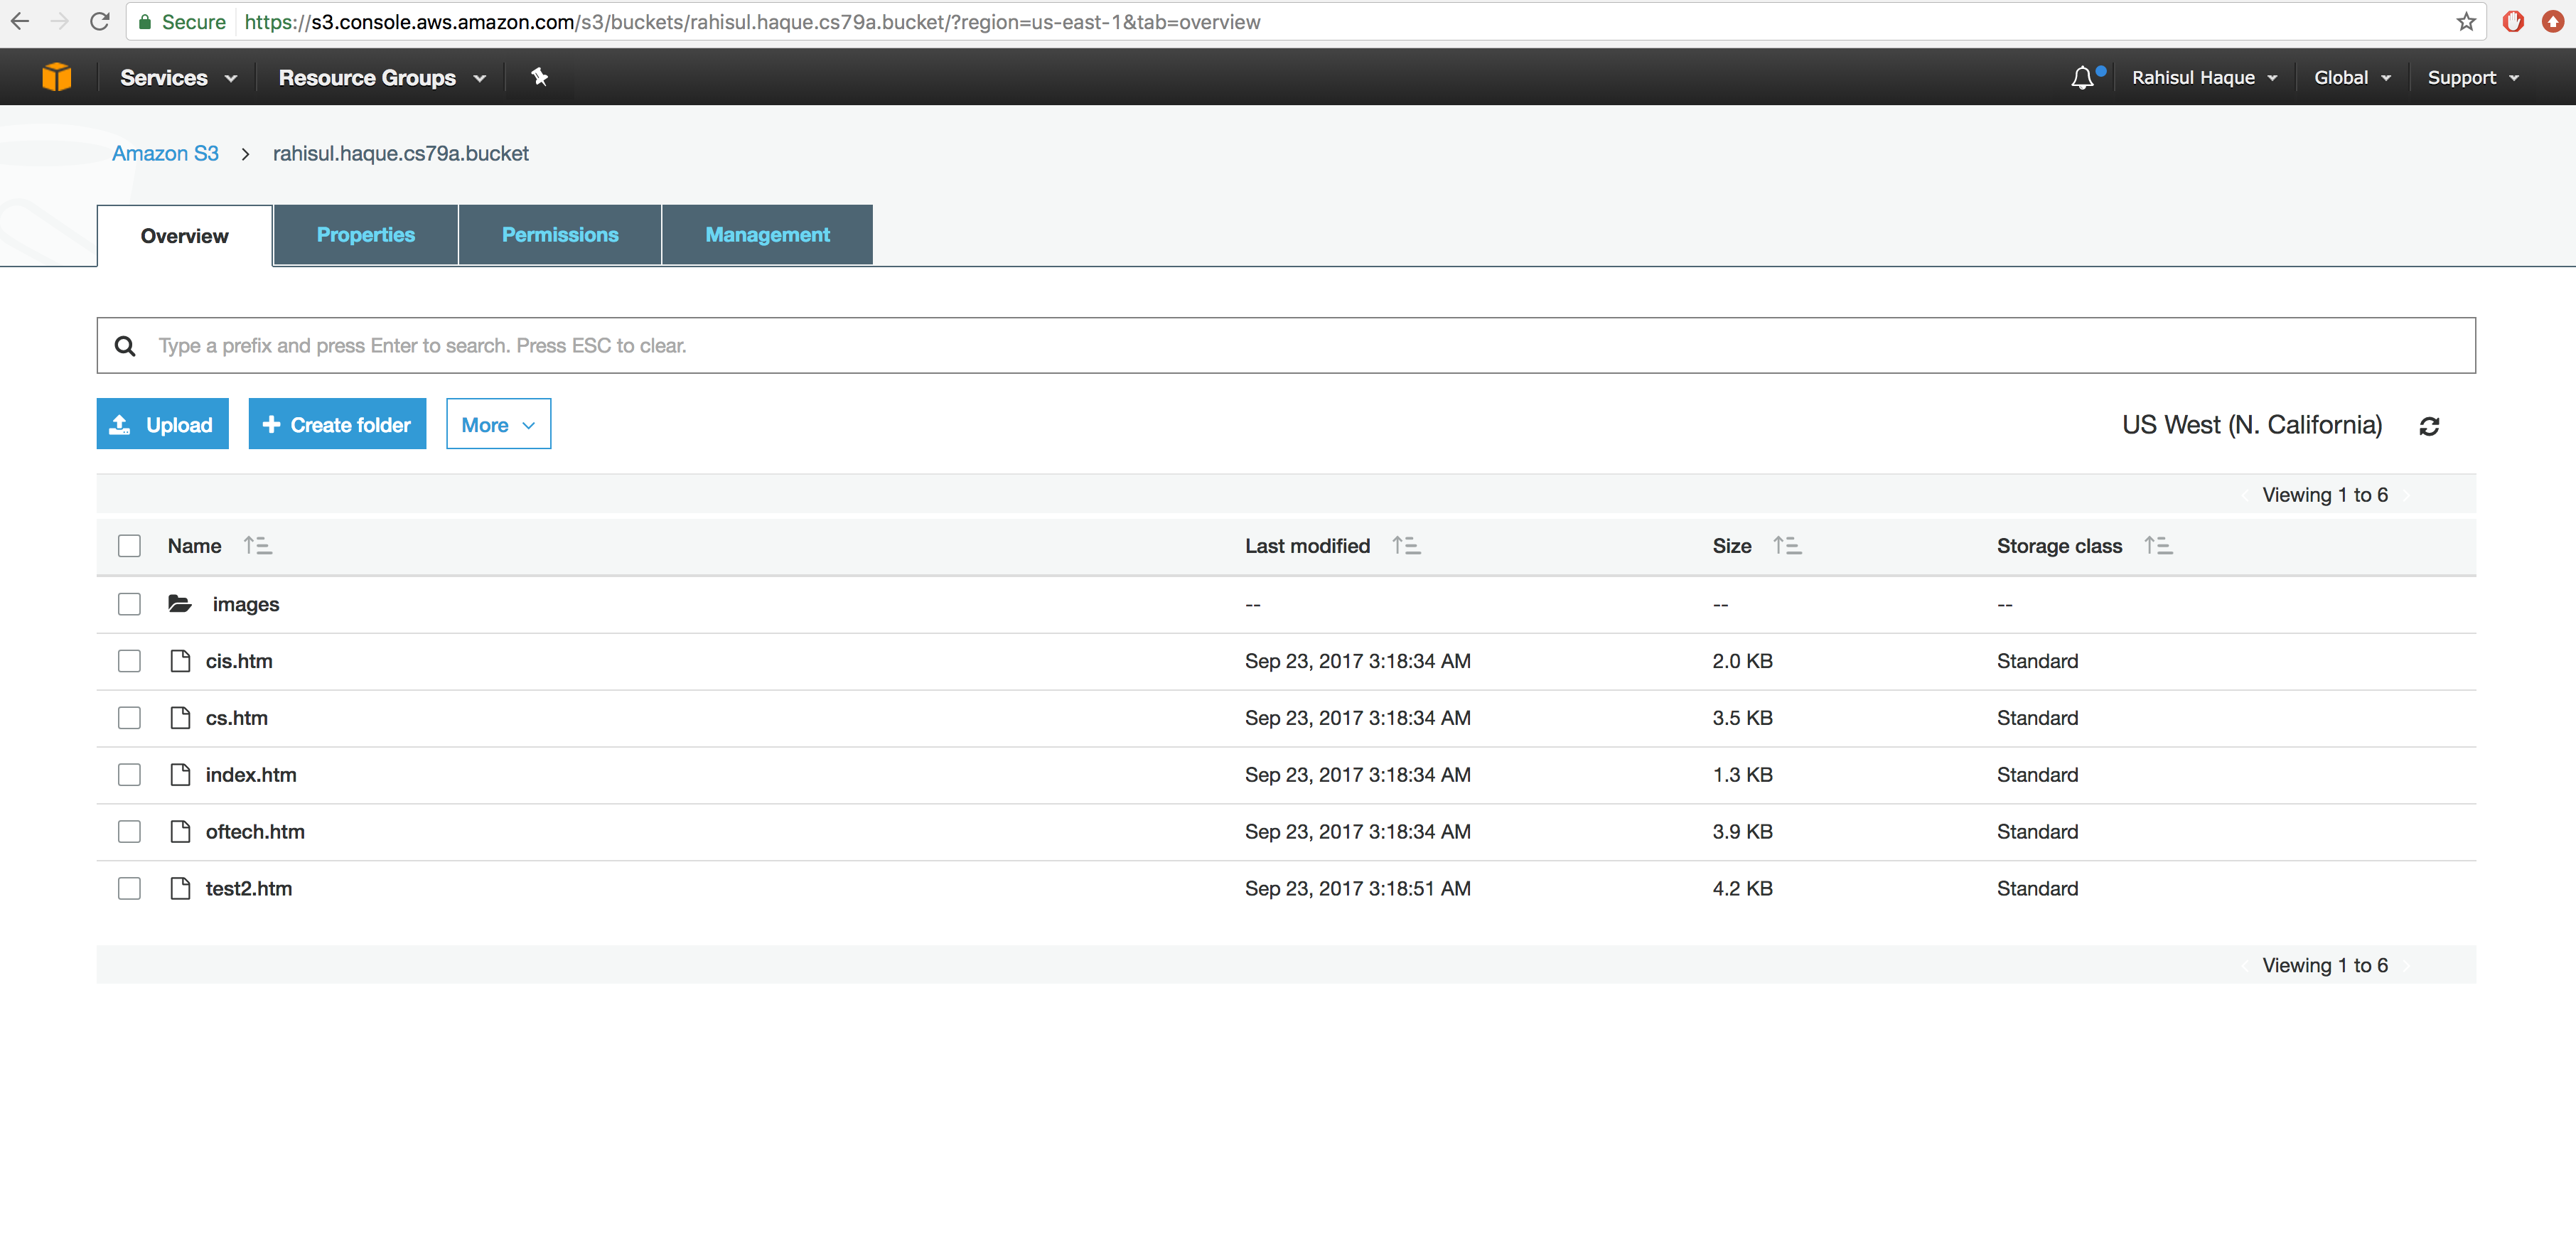 Secure https://s3.console.aws.amazon.com/s3/buckets/rahisul.haque.cs79a.bucket/?region=us-east-1&tab=overview
Services Resource Groups Rahisul Haque Global Support
Amazon S3 > rahisul.haque.cs79a.bucket
Overview Properties Permissions Management
Type a prefix and press Enter to search. Press ESC to clear.
Upload + Create folder More US West (N. California)
Viewing 1 to 6
Name Last modified Size Storage class
images -- -- --
cis.htm Sep 23, 2017 3:18:34 AM 2.0 KB Standard
cs.htm Sep 23, 2017 3:18:34 AM 3.5 KB Standard
index.htm Sep 23, 2017 3:18:34 AM 1.3 KB Standard
oftech.htm Sep 23, 2017 3:18:34 AM 3.9 KB Standard
test2.htm Sep 23, 2017 3:18:51 AM 4.2 KB Standard
Viewing 1 to 6